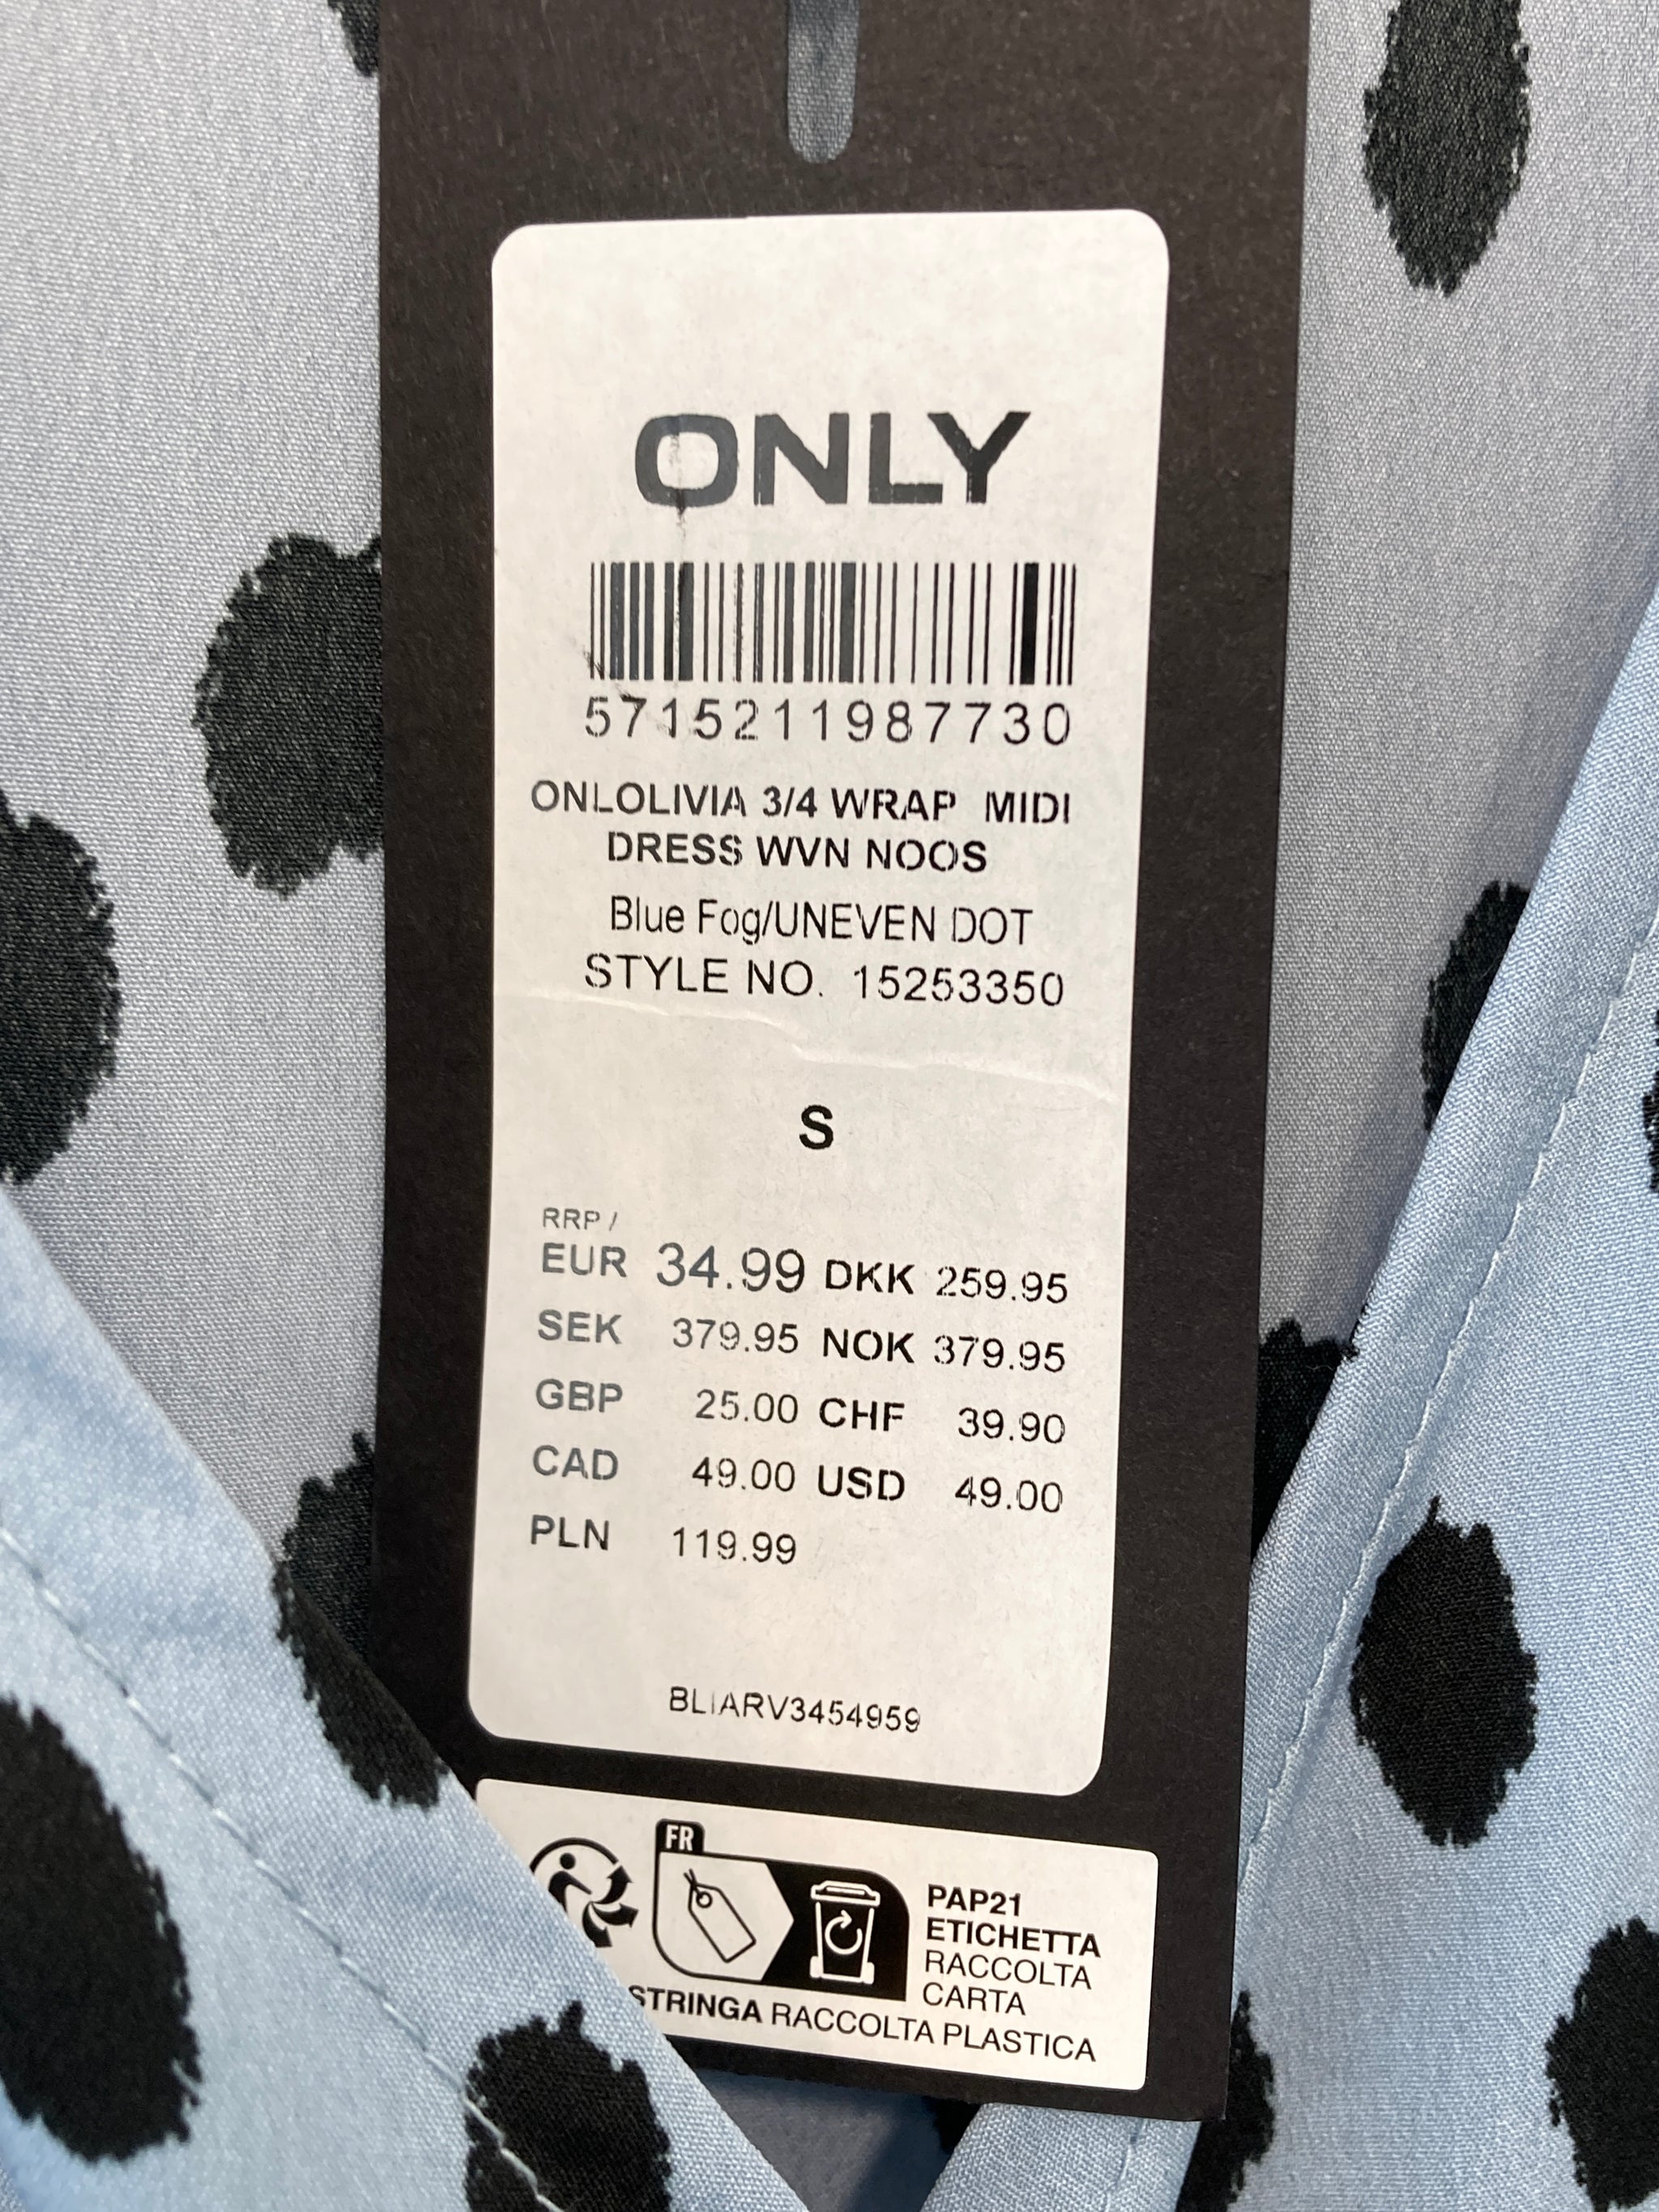 ONLY
5715211987730
ONLOLIVIA 3/4 WRAP MIDI
DRESS WVN NOOS
Blue Fog/UNEVEN DOT
STYLE NO. 15253350
S
RRP /
EUR 34.99 DKK 259.95
SEK 379.95 NOK 379.95
GBP 25.00 CHF 39.90
CAD 49.00 USD 49.00
PLN 119.99
BLIARV3454959
FR
PAP21
ETICHETTA
RACCOLTA
CARTA
STRINGA RACCOLTA PLASTICA